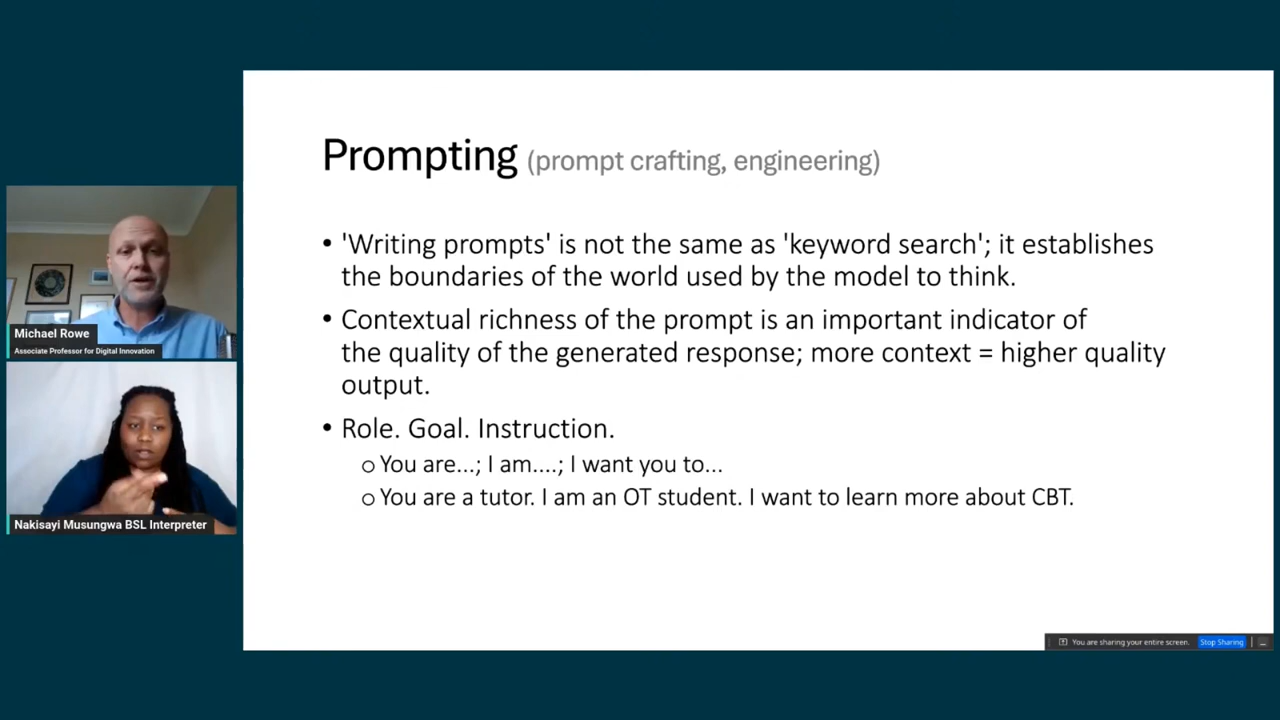 Prompting (prompt crafting, engineering)
• 'Writing prompts' is not the same as 'keyword search'; it establishes
the boundaries of the world used by the model to think.
• Contextual richness of the prompt is an important indicator of
the quality of the generated response; more context = higher quality
output.
• Role. Goal. Instruction.
o You are...; I am....; I want you to...
o You are a tutor. I am an OT student. I want to learn more about CBT.
Michael Rowe
Associate Professor for Digital Innovation
Nakisayi Musungwa BSL Interpreter
You are sharing your entire screen. Stop Sharing